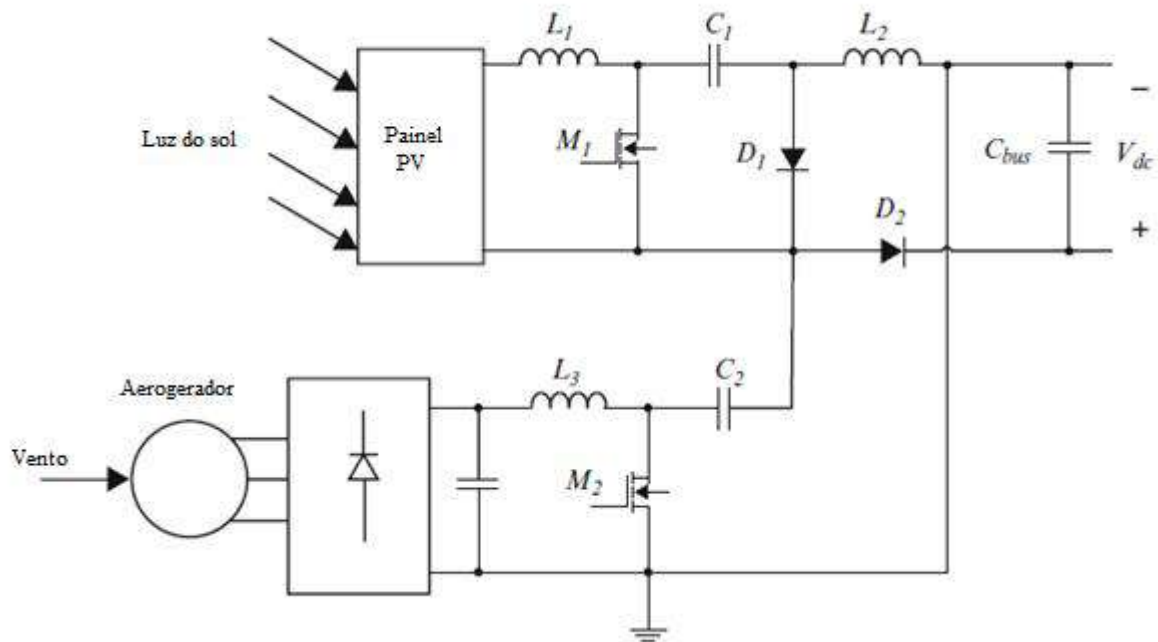 L1
C1
L2
Luz do sol
Painel
PV
M1
D1
Cbus
Vdc
−
+
D2
Aerogerador
Vento
L3
C2
M2